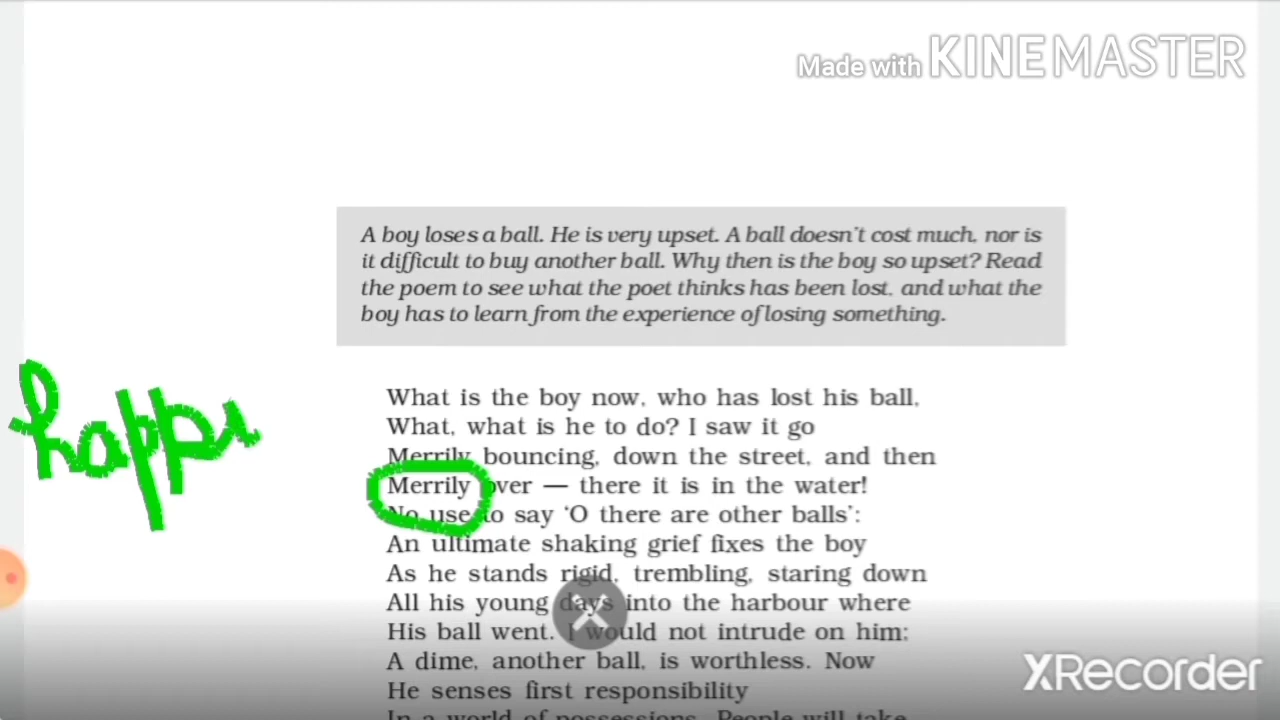 Made with KINEMASTER
A boy loses a ball. He is very upset. A ball doesn't cost much, nor is
it difficult to buy another ball. Why then is the boy so upset? Read
the poem to see what the poet thinks has been lost, and what the
boy has to learn from the experience of losing something.
happi
What is the boy now, who has lost his ball,
What, what is he to do? I saw it go
Merrily bouncing, down the street, and then
Merrily over — there it is in the water!
No use to say ‘O there are other balls’:
An ultimate shaking grief fixes the boy
As he stands rigid, trembling, staring down
All his young days into the harbour where
His ball went. I would not intrude on him:
A dime, another ball, is worthless. Now
He senses first responsibility
In a world of possessions. People will take
XRecorder